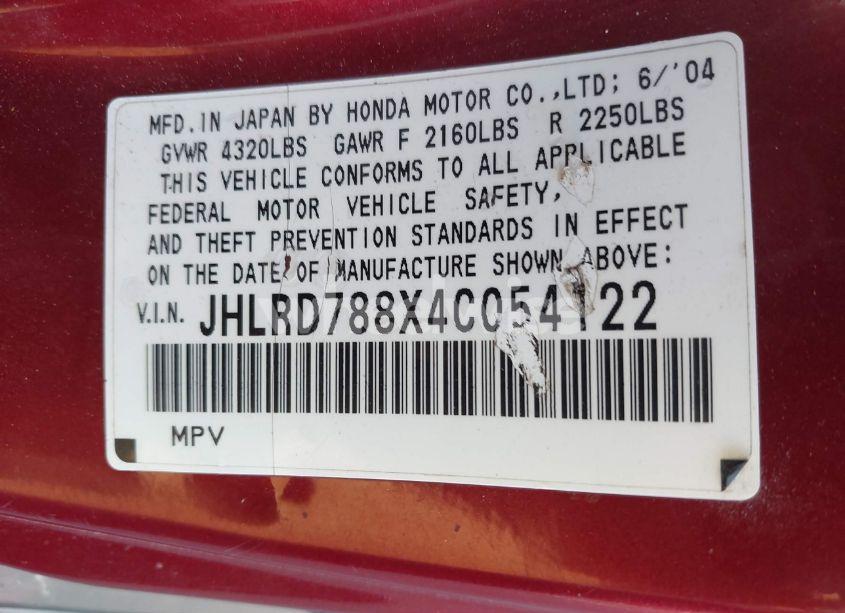 MFD.IN JAPAN BY HONDA MOTOR CO.,LTD; 6/'04
GVWR 4320LBS GAWR F 2160LBS R 2250LBS
THIS VEHICLE CONFORMS TO ALL APPLICABLE
FEDERAL MOTOR VEHICLE SAFETY,
AND THEFT PREVENTION STANDARDS IN EFFECT
ON THE DATE OF MANUFACTURE SHOWN ABOVE:
V.I.N. JHLRD788X4C054122
MPV